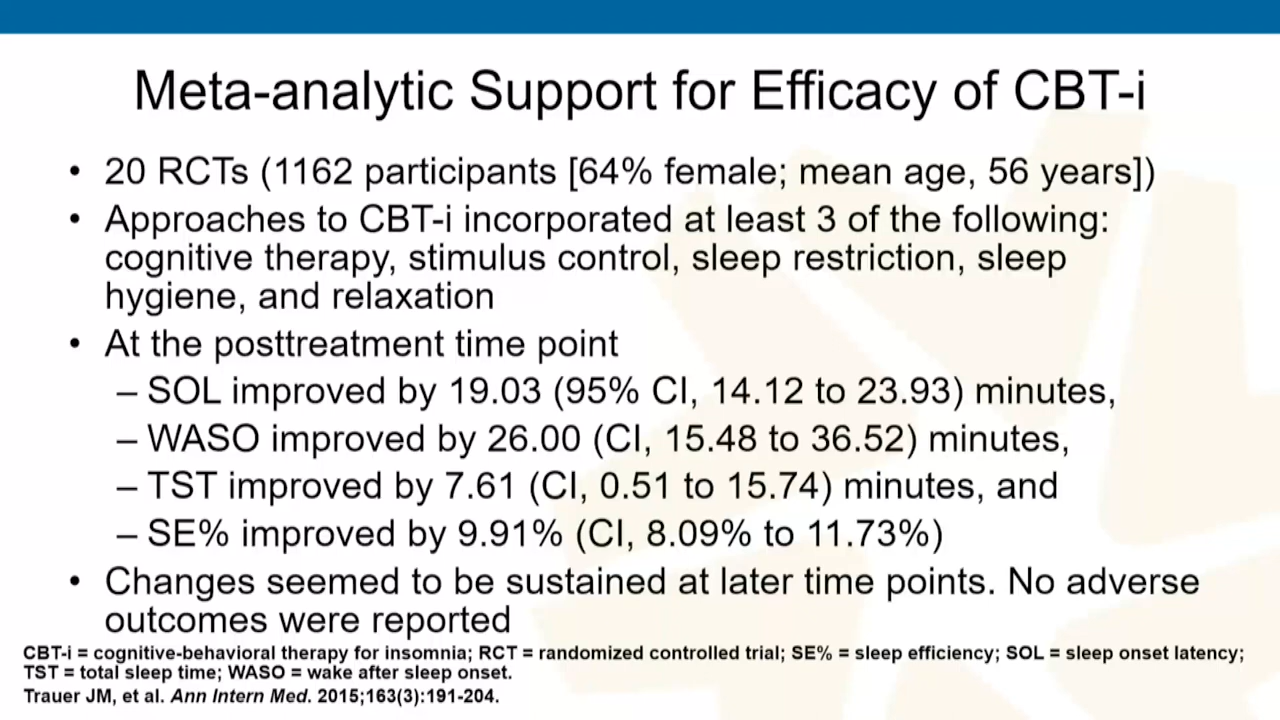 Meta-analytic Support for Efficacy of CBT-i
• 20 RCTs (1162 participants [64% female; mean age, 56 years])
• Approaches to CBT-i incorporated at least 3 of the following:
cognitive therapy, stimulus control, sleep restriction, sleep
hygiene, and relaxation
• At the posttreatment time point
– SOL improved by 19.03 (95% CI, 14.12 to 23.93) minutes,
– WASO improved by 26.00 (CI, 15.48 to 36.52) minutes,
– TST improved by 7.61 (CI, 0.51 to 15.74) minutes, and
– SE% improved by 9.91% (CI, 8.09% to 11.73%)
• Changes seemed to be sustained at later time points. No adverse
outcomes were reported
CBT-i = cognitive-behavioral therapy for insomnia; RCT = randomized controlled trial; SE% = sleep efficiency; SOL = sleep onset latency;
TST = total sleep time; WASO = wake after sleep onset.
Trauer JM, et al. Ann Intern Med. 2015;163(3):191-204.